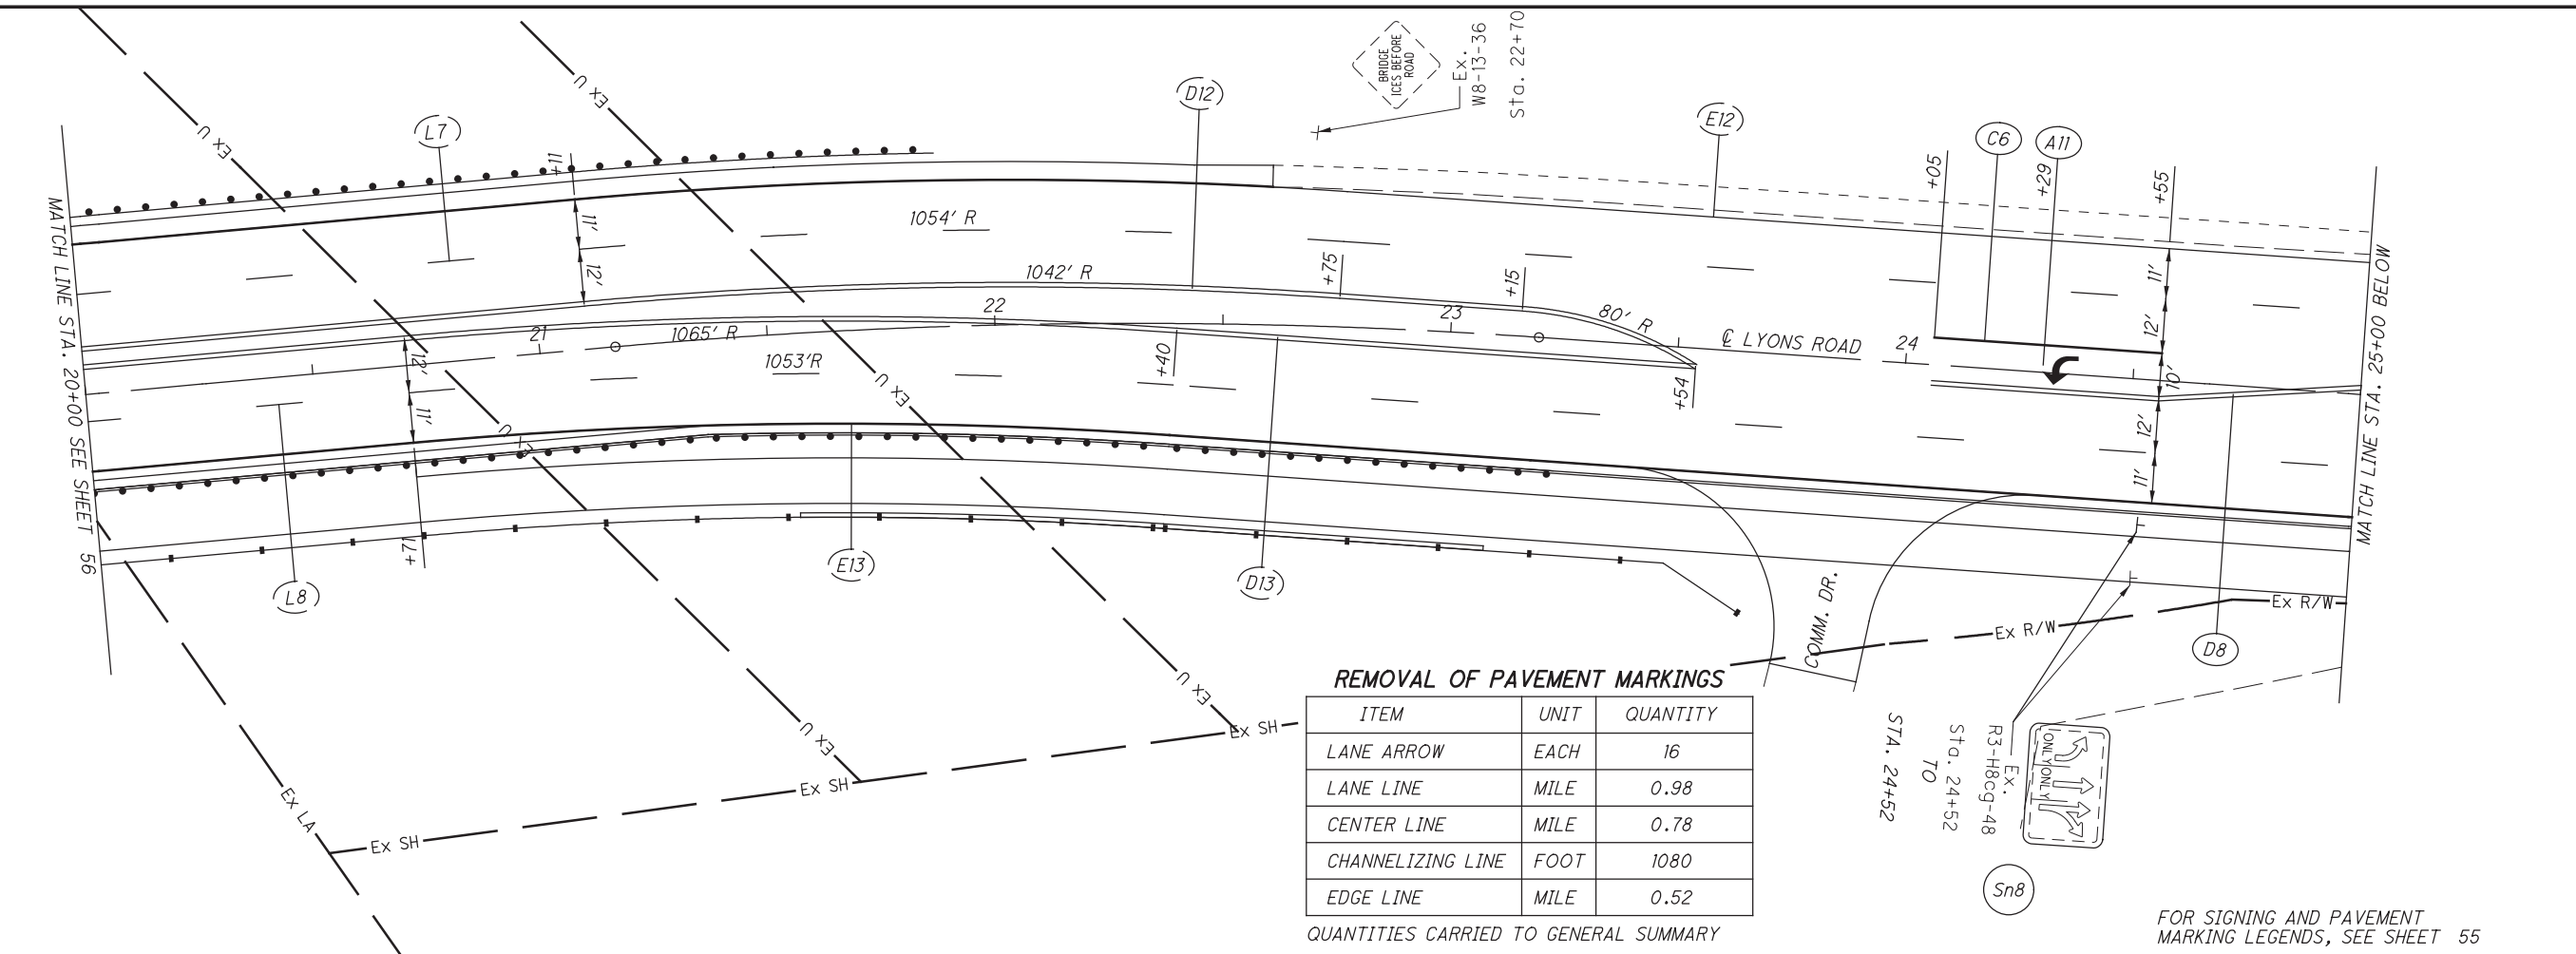 BRIDGE
ICES BEFORE
ROAD
Ex.
W8-13-36
Sta. 22+70
D12
L7
E12
C6
A11
Ex U
Ex U
+11
+05
+29
+55
MATCH LINE STA. 20+00 SEE SHEET 56
11'
12'
1054' R
1042' R
+75
+15
80' R
11'
12'
10'
12'
11'
21
22
23
24
1065' R
1053'R
℄ LYONS ROAD
+40
+54
12'
11'
Ex U
Ex U
MATCH LINE STA. 25+00 BELOW
+71
L8
E13
D13
COMM. DR.
Ex R/W
Ex R/W
D8
Ex U
Ex U
Ex SH
Ex SH
Ex SH
Ex LA
REMOVAL OF PAVEMENT MARKINGS
ITEM UNIT QUANTITY
LANE ARROW EACH 16
LANE LINE MILE 0.98
CENTER LINE MILE 0.78
CHANNELIZING LINE FOOT 1080
EDGE LINE MILE 0.52
QUANTITIES CARRIED TO GENERAL SUMMARY
Ex.
R3-H8cg-48
Sta. 24+52
TO
STA. 24+52
ONLY
ONLY
Sn8
FOR SIGNING AND PAVEMENT
MARKING LEGENDS, SEE SHEET 55